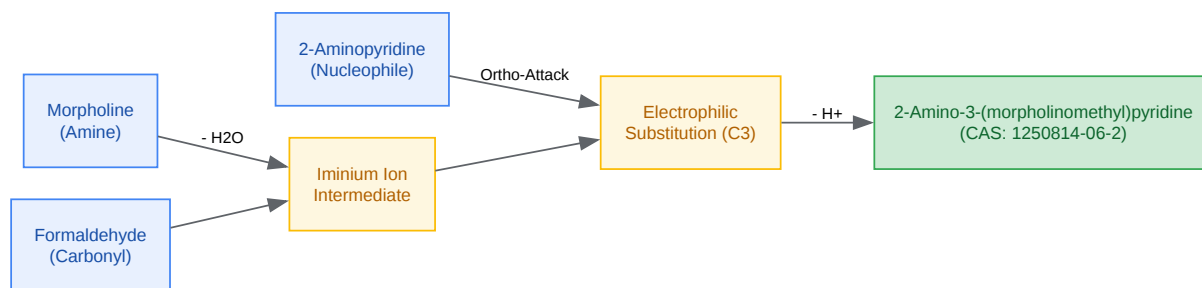 2-Aminopyridine
(Nucleophile)
Ortho-Attack
Morpholine
(Amine)
- H2O
Electrophilic
Substitution (C3)
- H+
2-Amino-3-(morpholinomethyl)pyridine
(CAS: 1250814-06-2)
Iminium Ion
Intermediate
Formaldehyde
(Carbonyl)